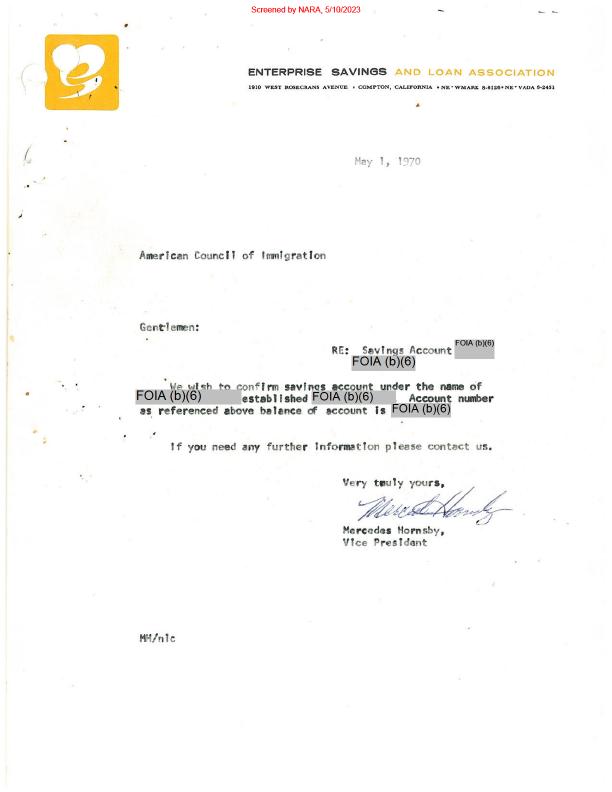 Screened by NARA, 5/10/2023
ENTERPRISE SAVINGS AND LOAN ASSOCIATION
1910 WEST ROSECRANS AVENUE • COMPTON, CALIFORNIA • NE*WMARK 8-8126 • NE*VADA 6-2451
May 1, 1970
American Council of Immigration
Gentlemen:
RE: Savings Account FOIA (b)(6)
FOIA (b)(6)
We wish to confirm savings account under the name of
FOIA (b)(6) established FOIA (b)(6) Account number
as referenced above balance of account is FOIA (b)(6)
If you need any further information please contact us.
Very truly yours,
Mercedes Hornsby
Mercedes Hornsby,
Vice President
MH/nlc